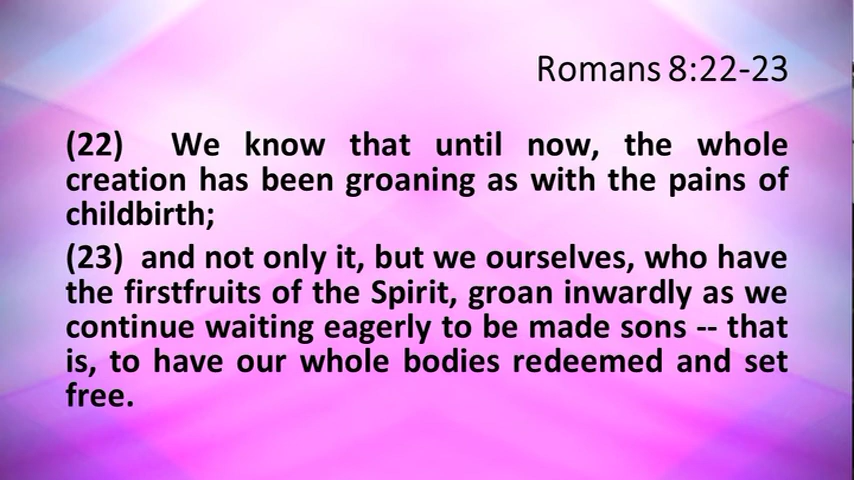 Romans 8:22-23
(22) We know that until now, the whole
creation has been groaning as with the pains of
childbirth;
(23) and not only it, but we ourselves, who have
the firstfruits of the Spirit, groan inwardly as we
continue waiting eagerly to be made sons -- that
is, to have our whole bodies redeemed and set
free.